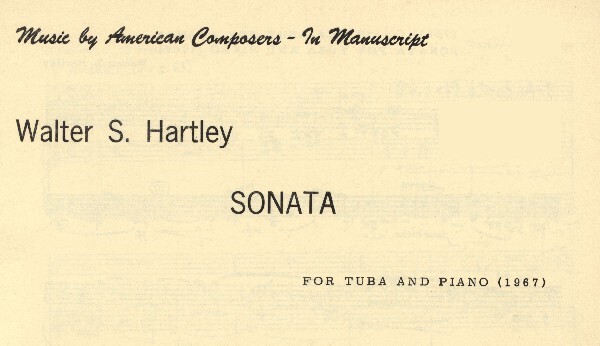 Music by American Composers - In Manuscript
Walter S. Hartley
SONATA
FOR TUBA AND PIANO (1967)